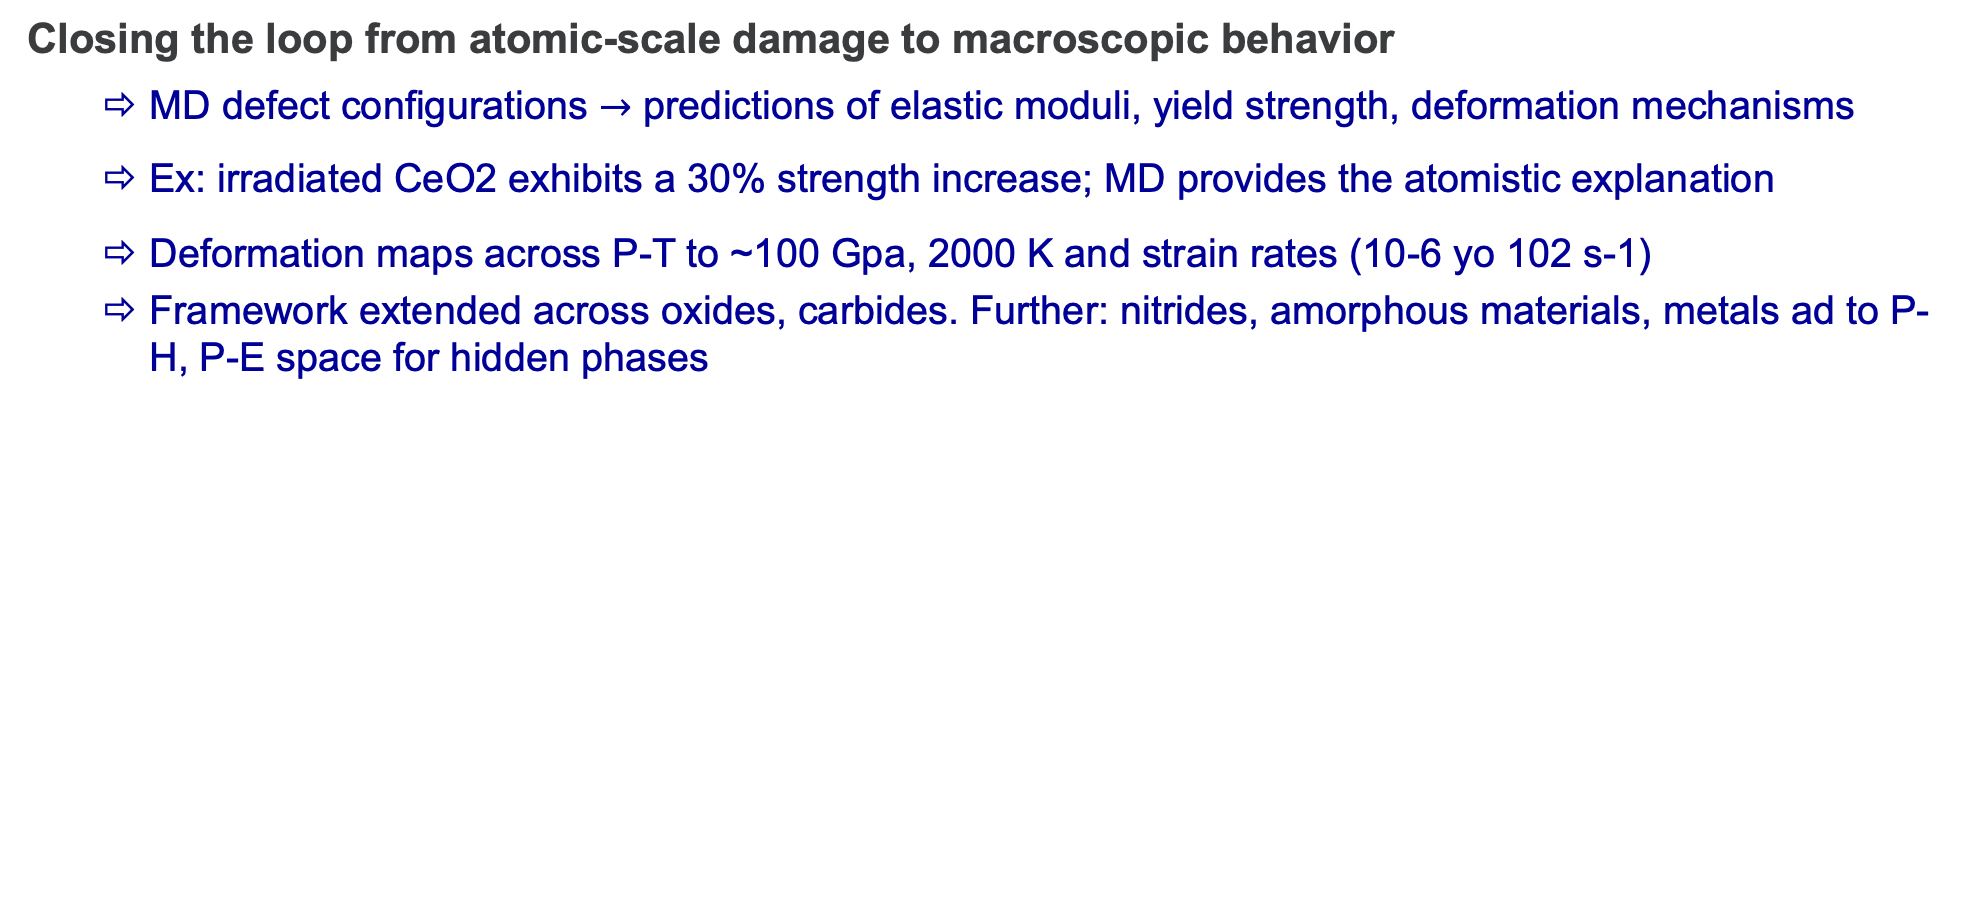 Closing the loop from atomic-scale damage to macroscopic behavior
⇨ MD defect configurations → predictions of elastic moduli, yield strength, deformation mechanisms
⇨ Ex: irradiated CeO2 exhibits a 30% strength increase; MD provides the atomistic explanation
⇨ Deformation maps across P-T to ~100 Gpa, 2000 K and strain rates (10-6 yo 102 s-1)
⇨ Framework extended across oxides, carbides. Further: nitrides, amorphous materials, metals ad to P-
H, P-E space for hidden phases